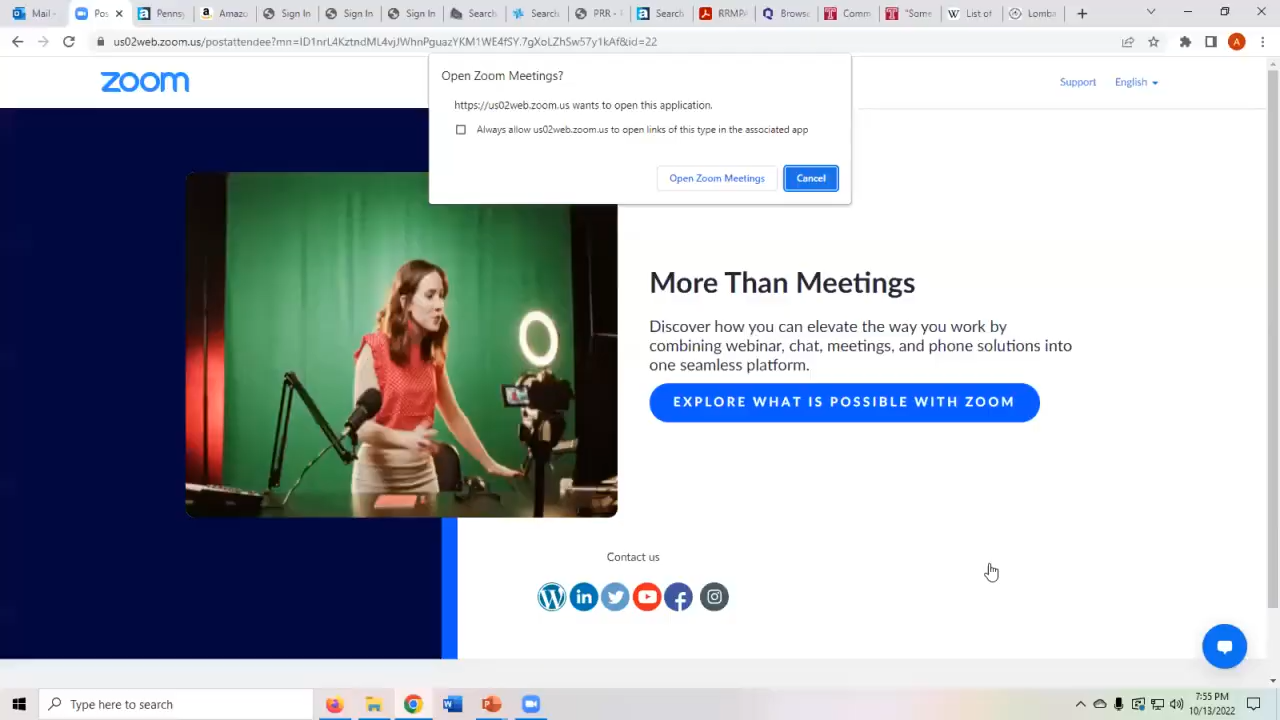 Mail -
Pos
Penns
Amazo
Sign In
Sign In
Sign In
Search
Search
PRR -
Search
RRMPA
Browse
Comm
"Some
List of
Lomba
us02web.zoom.us/postattendee?mn=ID1nrL4KztndML4vjJWhnPguazYKM1WE4fSY.7gXoLZhSw57y1kAf&id=22
A
zoom
Support
English
Open Zoom Meetings?
https://us02web.zoom.us wants to open this application.
Always allow us02web.zoom.us to open links of this type in the associated app
Open Zoom Meetings
Cancel
More Than Meetings
Discover how you can elevate the way you work by
combining webinar, chat, meetings, and phone solutions into
one seamless platform.
EXPLORE WHAT IS POSSIBLE WITH ZOOM
Contact us
Type here to search
7:55 PM
10/13/2022